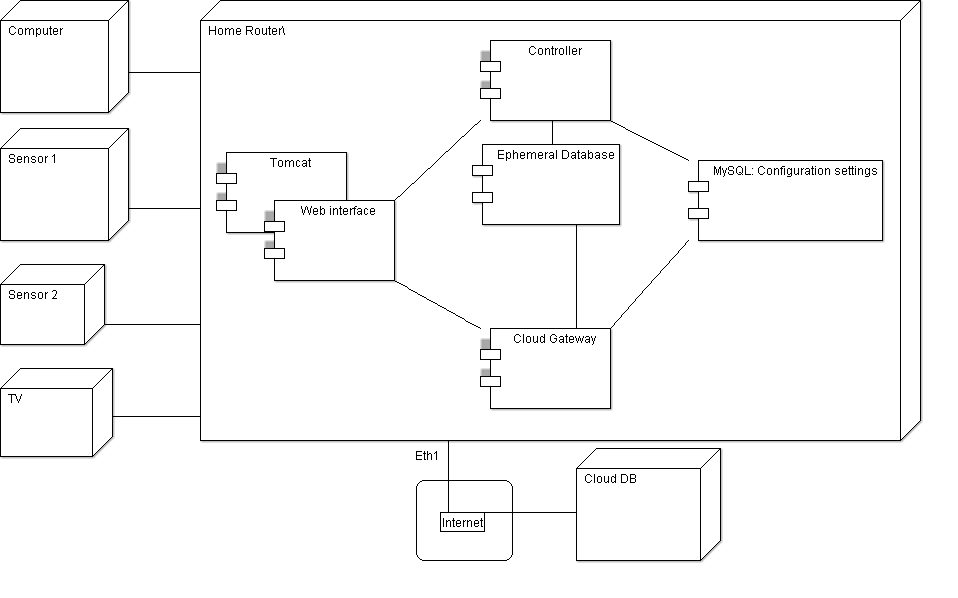 Computer
Home Router\
Controller
Sensor 1
Tomcat
Ephemeral Database
MySQL: Configuration settings
Web interface
Sensor 2
Cloud Gateway
TV
Eth1
Cloud DB
Internet